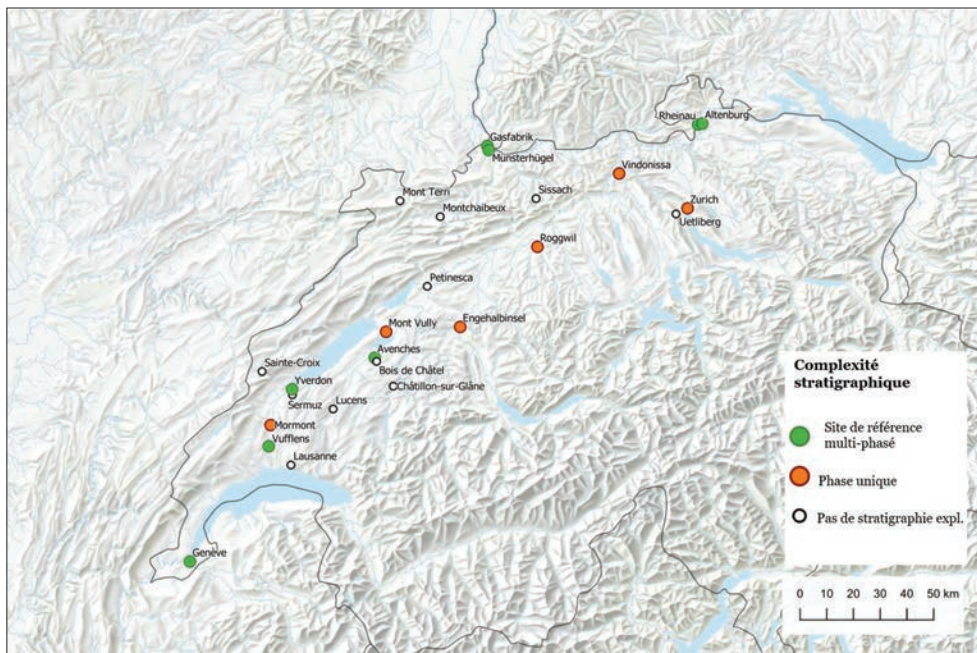 Rheinau
Altenburg
Gasfabrik
Münsterhügel
Vindonissa
Mont Terri
Sissach
Zurich
Montchaibeux
Uetliberg
Roggwil
Petinesca
Mont Vully
Engehalbinsel
Avenches
Sainte-Croix
Bois de Châtel
Yverdon
Châtillon-sur-Glâne
Sermuz
Lucens
Mormont
Vufflens
Lausanne
Genève
Complexité
stratigraphique
Site de référence
multi-phasé
Phase unique
Pas de stratigraphie expl.
0 10 20 30 40 50 km